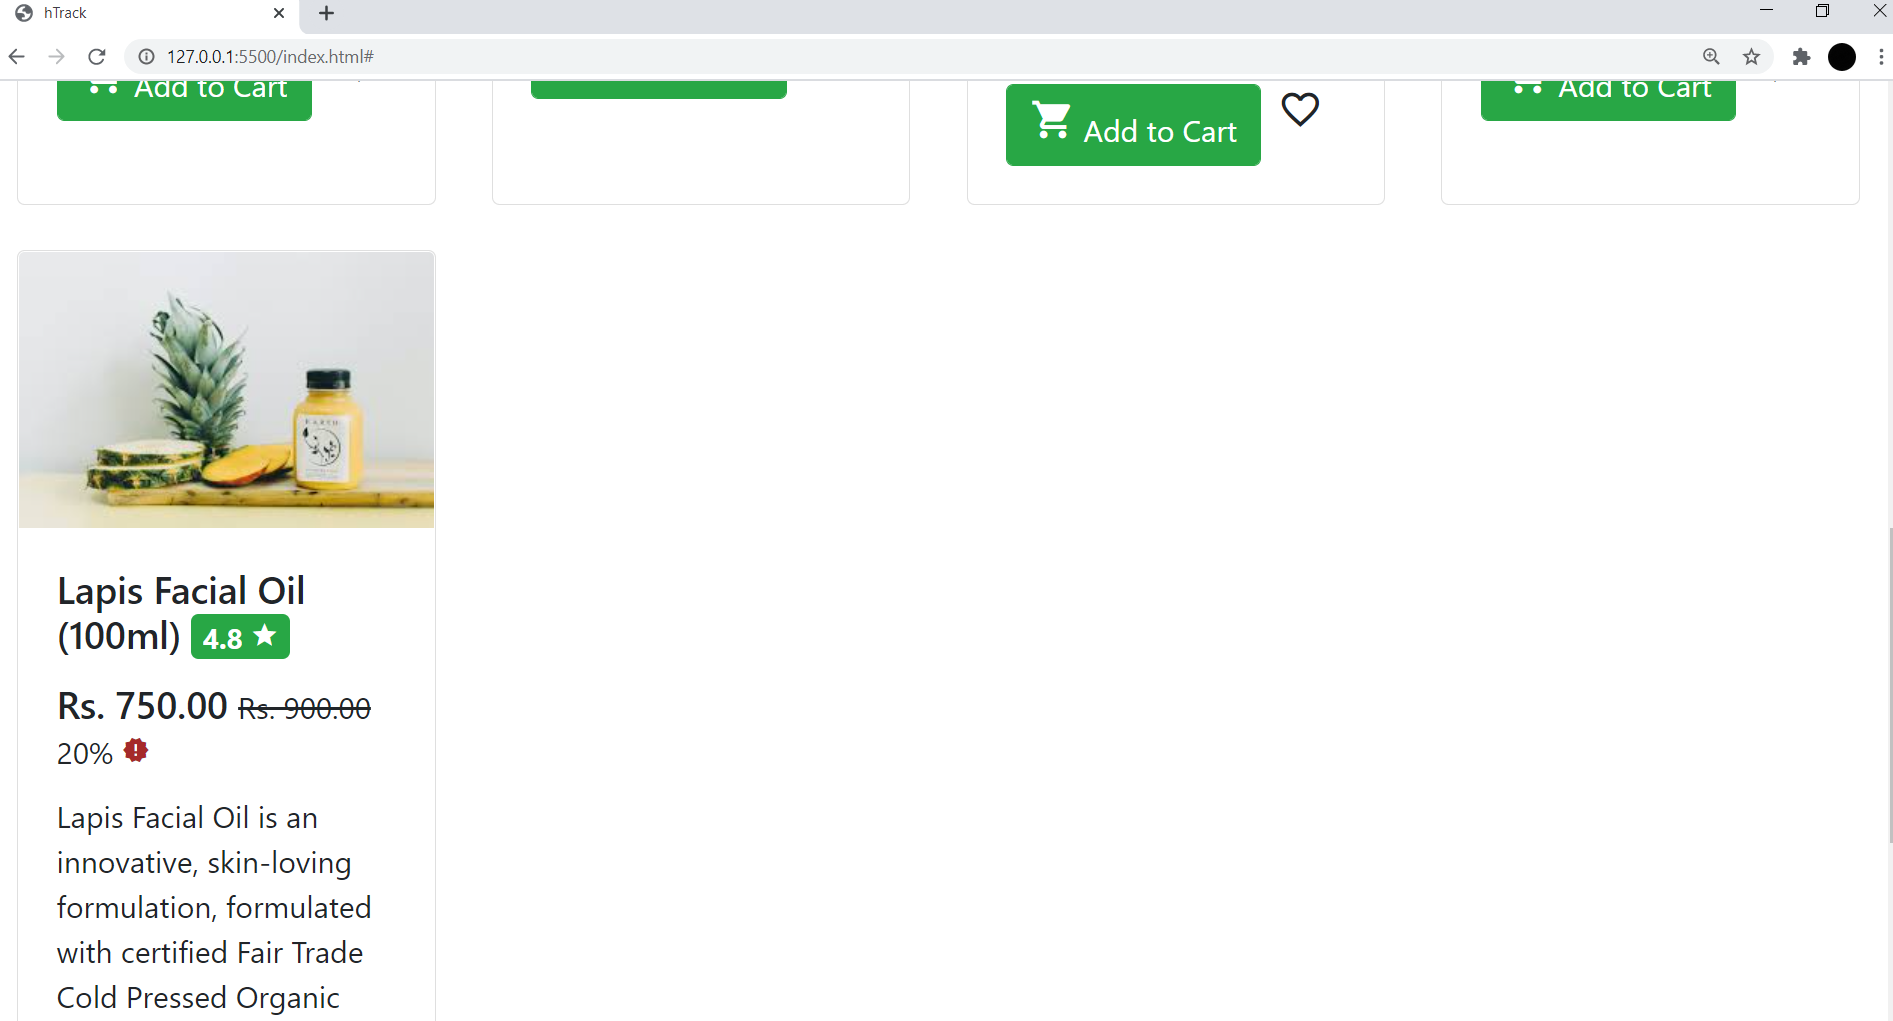 hTrack
127.0.0.1:5500/index.html#
Add to Cart
Add to Cart
Add to Cart
EARTH
Lapis Facial Oil
(100ml) 4.8
Rs. 750.00 Rs. 900.00
20%
Lapis Facial Oil is an
innovative, skin-loving
formulation, formulated
with certified Fair Trade
Cold Pressed Organic